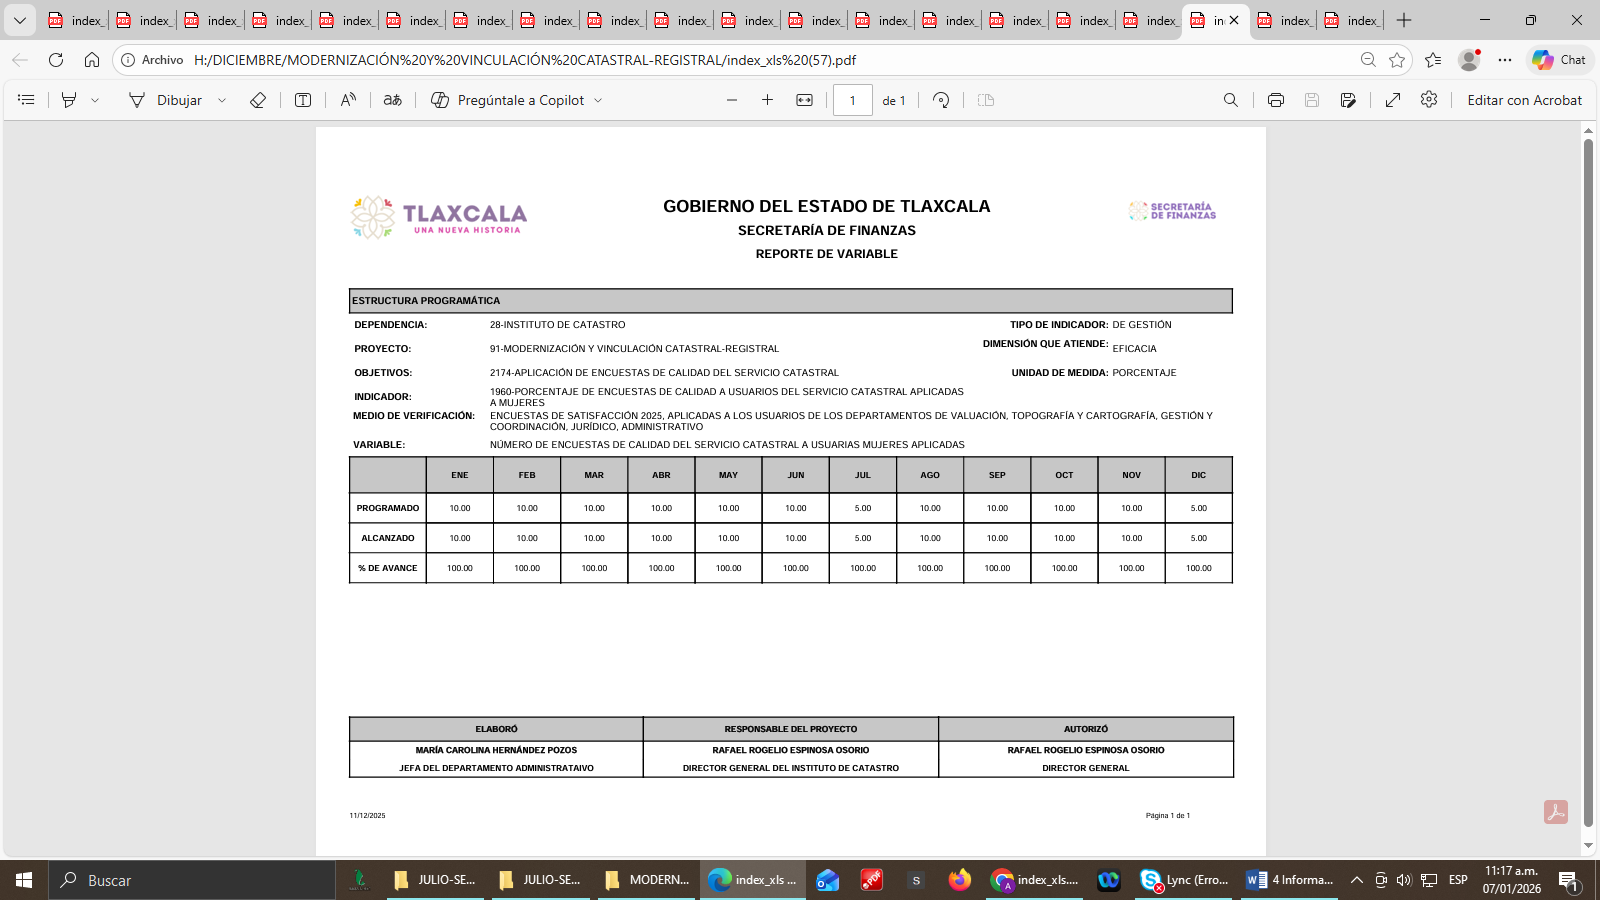 index_ index_ index_ index_ index_ index_ index_ index_ index_ index_ index_ index_ index_ index_ index_ index_ index_ in index_ index_
Archivo H:/DICIEMBRE/MODERNIZACIÓN%20Y%20VINCULACIÓN%20CATASTRAL-REGISTRAL/index_xls%20(57).pdf Chat
Dibujar Pregúntale a Copilot 1 de 1 Editar con Acrobat
TLAXCALA
UNA NUEVA HISTORIA
GOBIERNO DEL ESTADO DE TLAXCALA
SECRETARÍA DE FINANZAS
REPORTE DE VARIABLE
SECRETARÍA
DE FINANZAS
ESTRUCTURA PROGRAMÁTICA
DEPENDENCIA: 28-INSTITUTO DE CATASTRO TIPO DE INDICADOR: DE GESTIÓN
PROYECTO: 91-MODERNIZACIÓN Y VINCULACIÓN CATASTRAL-REGISTRAL DIMENSIÓN QUE ATIENDE: EFICACIA
OBJETIVOS: 2174-APLICACIÓN DE ENCUESTAS DE CALIDAD DEL SERVICIO CATASTRAL UNIDAD DE MEDIDA: PORCENTAJE
INDICADOR: 1960-PORCENTAJE DE ENCUESTAS DE CALIDAD A USUARIOS DEL SERVICIO CATASTRAL APLICADAS
A MUJERES
MEDIO DE VERIFICACIÓN: ENCUESTAS DE SATISFACCIÓN 2025, APLICADAS A LOS USUARIOS DE LOS DEPARTAMENTOS DE VALUACIÓN, TOPOGRAFÍA Y CARTOGRAFÍA, GESTIÓN Y
COORDINACIÓN, JURÍDICO, ADMINISTRATIVO
VARIABLE: NÚMERO DE ENCUESTAS DE CALIDAD DEL SERVICIO CATASTRAL A USUARIAS MUJERES APLICADAS
ENE FEB MAR ABR MAY JUN JUL AGO SEP OCT NOV DIC
PROGRAMADO 10.00 10.00 10.00 10.00 10.00 10.00 5.00 10.00 10.00 10.00 10.00 5.00
ALCANZADO 10.00 10.00 10.00 10.00 10.00 10.00 5.00 10.00 10.00 10.00 10.00 5.00
% DE AVANCE 100.00 100.00 100.00 100.00 100.00 100.00 100.00 100.00 100.00 100.00 100.00 100.00
ELABORÓ RESPONSABLE DEL PROYECTO AUTORIZÓ
MARÍA CAROLINA HERNÁNDEZ POZOS RAFAEL ROGELIO ESPINOSA OSORIO RAFAEL ROGELIO ESPINOSA OSORIO
JEFA DEL DEPARTAMENTO ADMINISTRATAIVO DIRECTOR GENERAL DEL INSTITUTO DE CATASTRO DIRECTOR GENERAL
11/12/2025 Página 1 de 1
Buscar JULIO-SE... JULIO-SE... MODERN... index_xls ... index_xls.... Lync (Erro... 4 Informa... ESP 11:17 a.m.
07/01/2026 1